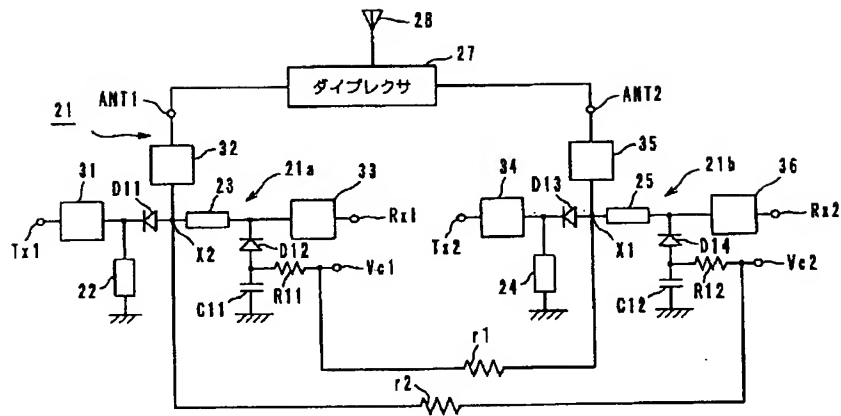 28
27
ダイプレクサ
ANT1
ANT2
21
32
35
31
D11
23
21a
33
34
D13
25
21b
36
Tx1
Rx1
Tx2
Rx2
X2
D12
X1
D14
22
Vc1
24
Vc2
C11
R11
C12
R12
r1
r2